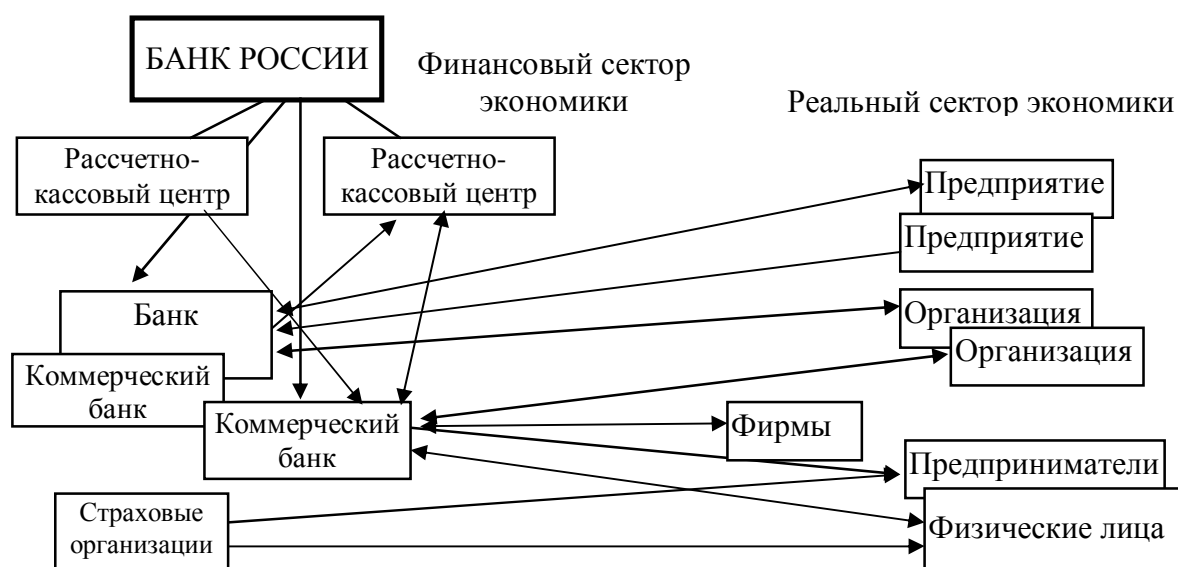 БАНК РОССИИ
Финансовый сектор
экономики
Реальный сектор экономики
Рассчетно-
кассовый центр
Рассчетно-
кассовый центр
Предприятие
Предприятие
Банк
Организация
Организация
Коммерческий
банк
Коммерческий
банк
Фирмы
Предприниматели
Страховые
организации
Физические лица